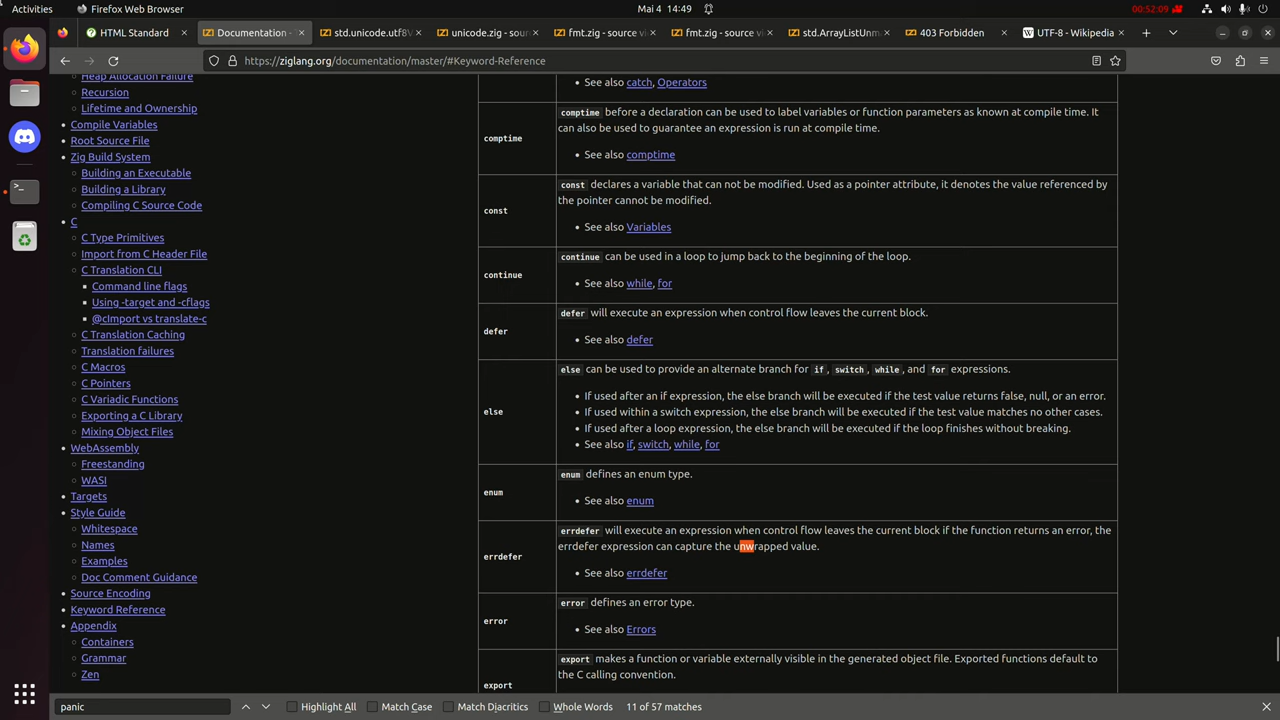 Activities
Firefox Web Browser
Mai 4 14:49
00:52:09
HTML Standard
Documentation -
std.unicode.utf8V
unicode.zig - sour
fmt.zig - source vi
fmt.zig - source vi
std.ArrayListUnm
403 Forbidden
UTF-8 - Wikipedia
https://ziglang.org/documentation/master/#Keyword-Reference
Heap Allocation Failure
Recursion
Lifetime and Ownership
Compile Variables
Root Source File
Zig Build System
Building an Executable
Building a Library
Compiling C Source Code
C
C Type Primitives
Import from C Header File
C Translation CLI
Command line flags
Using -target and -cflags
@cImport vs translate-c
C Translation Caching
Translation failures
C Macros
C Pointers
C Variadic Functions
Exporting a C Library
Mixing Object Files
WebAssembly
Freestanding
WASI
Targets
Style Guide
Whitespace
Names
Examples
Doc Comment Guidance
Source Encoding
Keyword Reference
Appendix
Containers
Grammar
Zen
See also catch, Operators
comptime
comptime before a declaration can be used to label variables or function parameters as known at compile time. It
can also be used to guarantee an expression is run at compile time.
See also comptime
const
const declares a variable that can not be modified. Used as a pointer attribute, it denotes the value referenced by
the pointer cannot be modified.
See also Variables
continue
continue can be used in a loop to jump back to the beginning of the loop.
See also while, for
defer
defer will execute an expression when control flow leaves the current block.
See also defer
else
else can be used to provide an alternate branch for if, switch, while, and for expressions.
If used after an if expression, the else branch will be executed if the test value returns false, null, or an error.
If used within a switch expression, the else branch will be executed if the test value matches no other cases.
If used after a loop expression, the else branch will be executed if the loop finishes without breaking.
See also if, switch, while, for
enum
enum defines an enum type.
See also enum
errdefer
errdefer will execute an expression when control flow leaves the current block if the function returns an error, the
errdefer expression can capture the unwrapped value.
See also errdefer
error
error defines an error type.
See also Errors
export
export makes a function or variable externally visible in the generated object file. Exported functions default to
the C calling convention.
panic
Highlight All
Match Case
Match Diacritics
Whole Words
11 of 57 matches